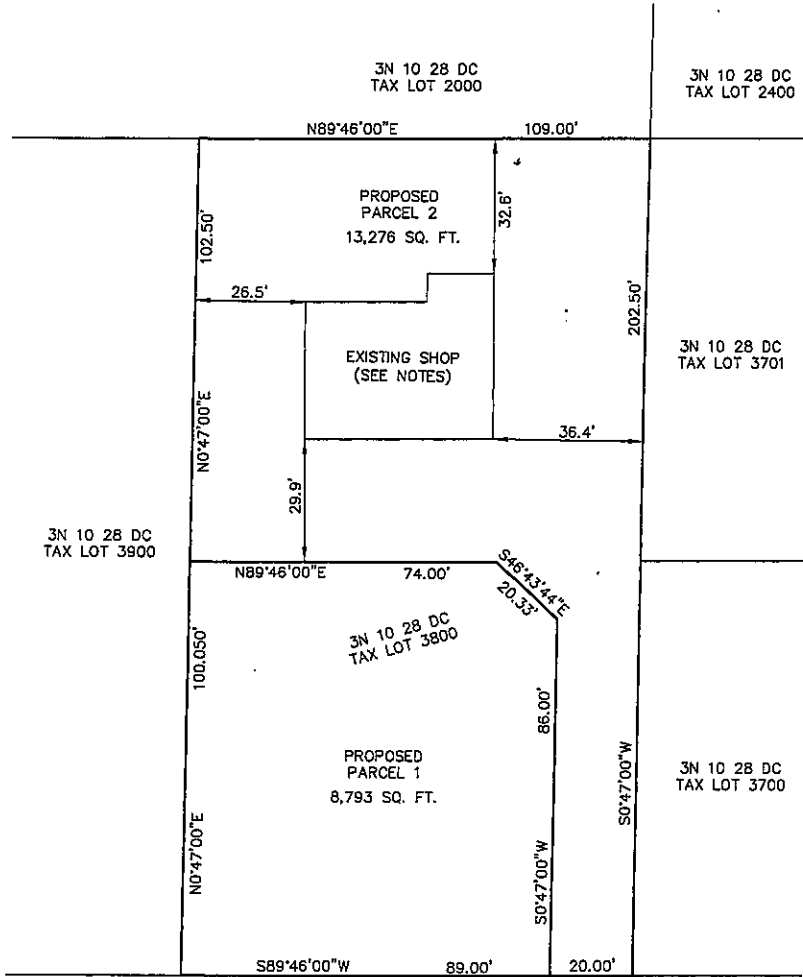 3N 10 28 DC
TAX LOT 2000
3N 10 28 DC
TAX LOT 2400
N89°46'00"E
109.00'
PROPOSED
PARCEL 2
13,276 SQ. FT.
32.6'
102.50'
26.5'
202.50'
EXISTING SHOP
(SEE NOTES)
3N 10 28 DC
TAX LOT 3701
36.4'
N0°47'00"E
29.9'
3N 10 28 DC
TAX LOT 3900
N89°46'00"E
74.00'
S46°43'44"E
20.33'
3N 10 28 DC
TAX LOT 3800
100.050'
86.00'
PROPOSED
PARCEL 1
8,793 SQ. FT.
3N 10 28 DC
TAX LOT 3700
S0°47'00"W
N0°47'00"E
S0°47'00"W
S89°46'00"W
89.00'
20.00'